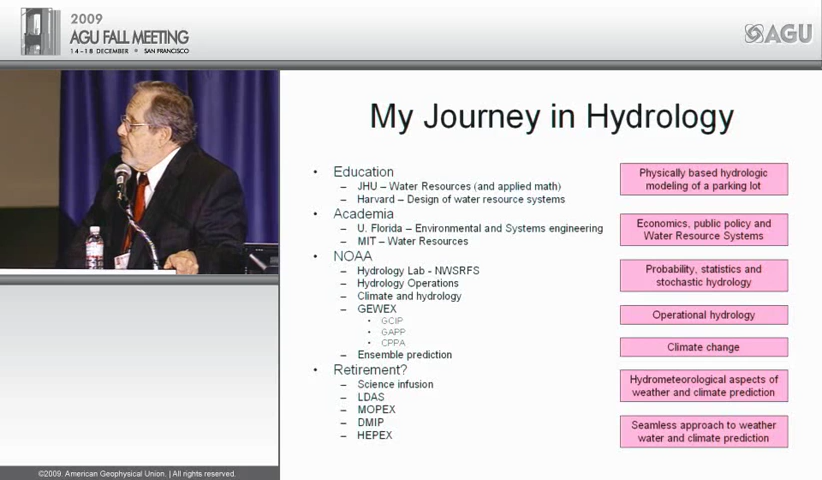 2009
AGU FALL MEETING
14-18 DECEMBER • SAN FRANCISCO
AGU
My Journey in Hydrology
• Education
– JHU – Water Resources (and applied math)
– Harvard – Design of water resource systems
• Academia
– U. Florida – Environmental and Systems engineering
– MIT – Water Resources
• NOAA
– Hydrology Lab - NWSRFS
– Hydrology Operations
– Climate and hydrology
– GEWEX
• GCIP
• GAPP
• CPPA
– Ensemble prediction
• Retirement?
– Science infusion
– LDAS
– MOPEX
– DMIP
– HEPEX
Physically based hydrologic
modeling of a parking lot
Economics, public policy and
Water Resource Systems
Probability, statistics and
stochastic hydrology
Operational hydrology
Climate change
Hydrometeorological aspects of
weather and climate prediction
Seamless approach to weather
water and climate prediction
©2009. American Geophysical Union. | All rights reserved.